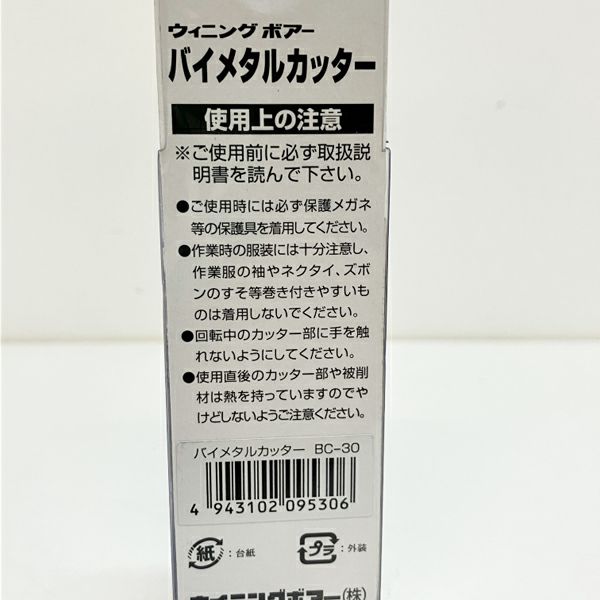 ウィニング ボアー
バイメタルカッター
使用上の注意
※ご使用前に必ず取扱説
明書を読んで下さい。
●ご使用時には必ず保護メガネ
等の保護具を着用してください。
●作業時の服装には十分注意し、
作業服の袖やネクタイ、ズボ
ンのすそ等巻き付きやすいも
のは着用しないでください。
●回転中のカッター部に手を触
れないようにしてください。
●使用直後のカッター部や被削
材は熱を持っていますのでや
けどしないようご注意ください。
バイメタルカッター BC-30
4 943102 095306
紙 : 台紙
プラ : 外装
ウイニングボアー(株)